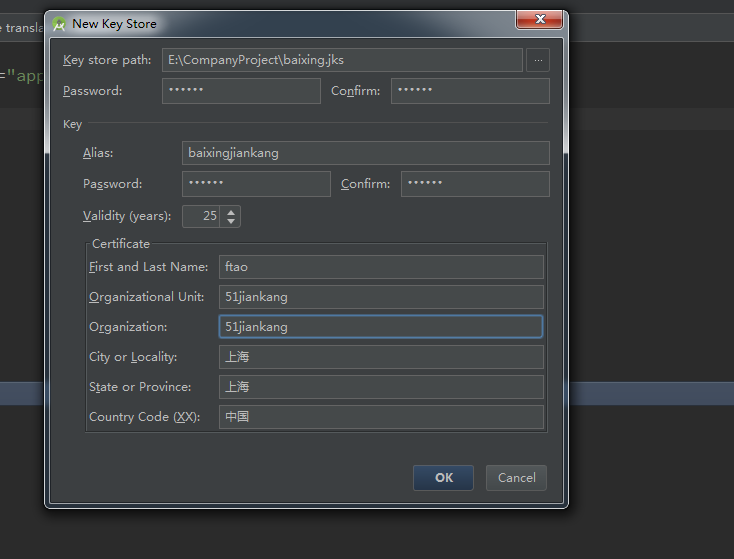 New Key Store
e transla
="app
Key store path: E:\CompanyProject\baixing.jks ...
Password: •••••• Confirm: ••••••
Key
Alias: baixingjiankang
Password: •••••• Confirm: ••••••
Validity (years): 25
Certificate
First and Last Name: ftao
Organizational Unit: 51jiankang
Organization: 51jiankang
City or Locality: 上海
State or Province: 上海
Country Code (XX): 中国
OK Cancel